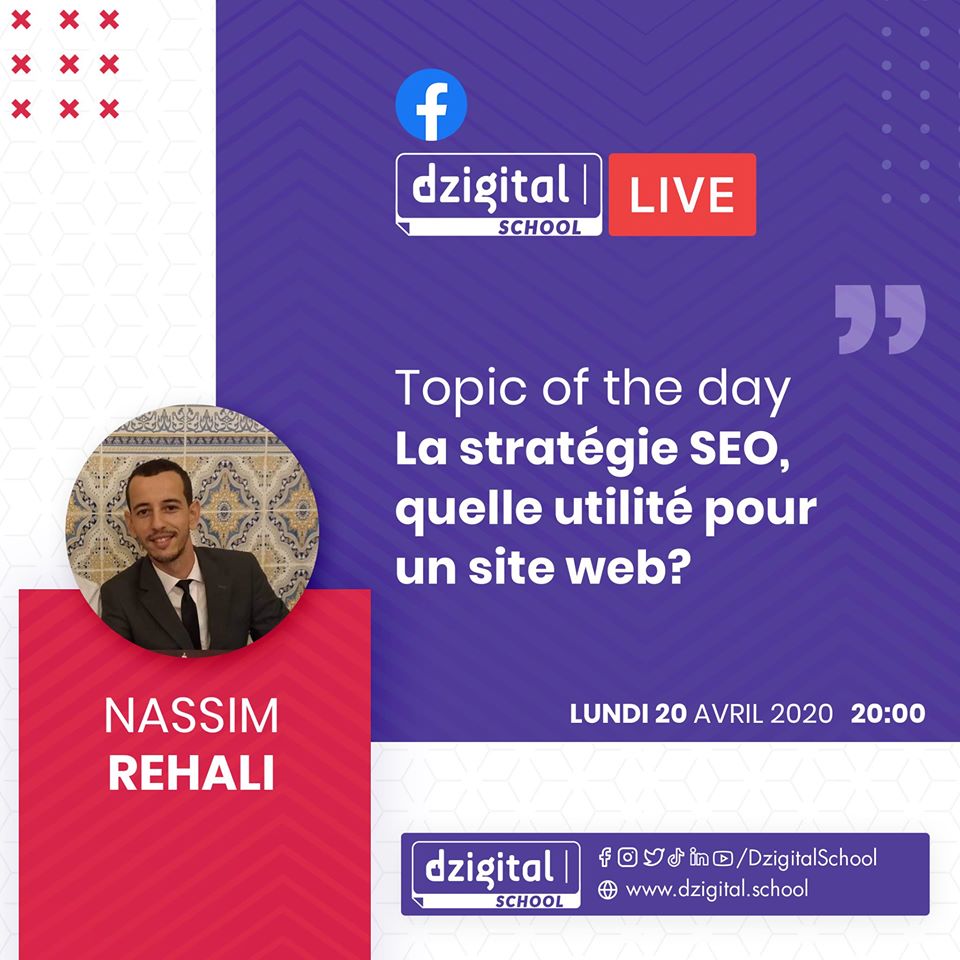 dzigital
SCHOOL
LIVE
Topic of the day
La stratégie SEO,
quelle utilité pour
un site web?
LUNDI 20 AVRIL 2020 20:00
NASSIM
REHALI
dzigital
SCHOOL
/DzigitalSchool
www.dzigital.school